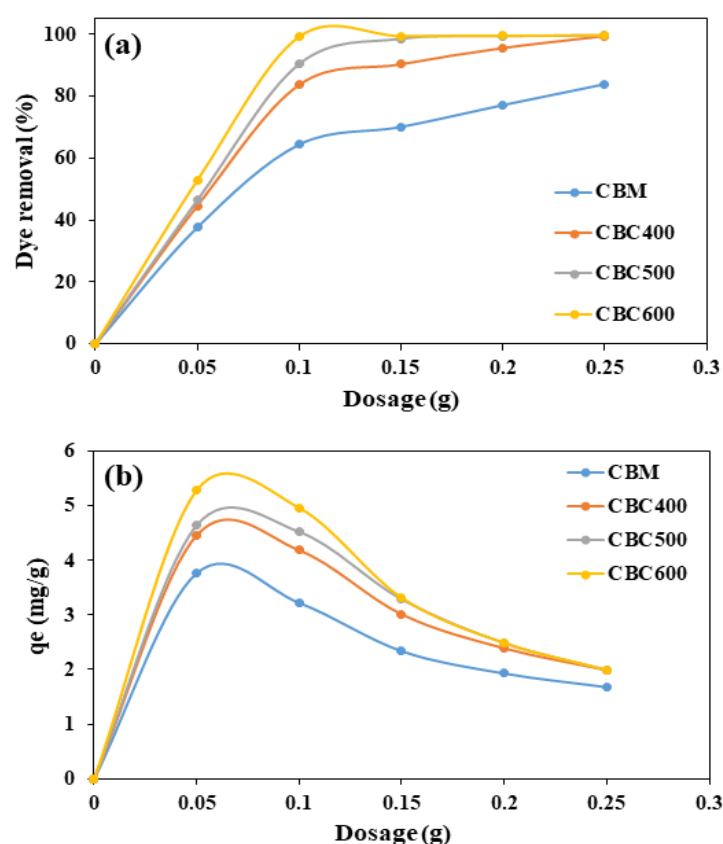 (a)
Dye removal (%)
100
80
60
40
20
0
0 0.05 0.1 0.15 0.2 0.25 0.3
Dosage (g)
CBM
CBC400
CBC500
CBC600
(b)
qe (mg/g)
6
5
4
3
2
1
0
0 0.05 0.1 0.15 0.2 0.25 0.3
Dosage (g)
CBM
CBC400
CBC500
CBC600